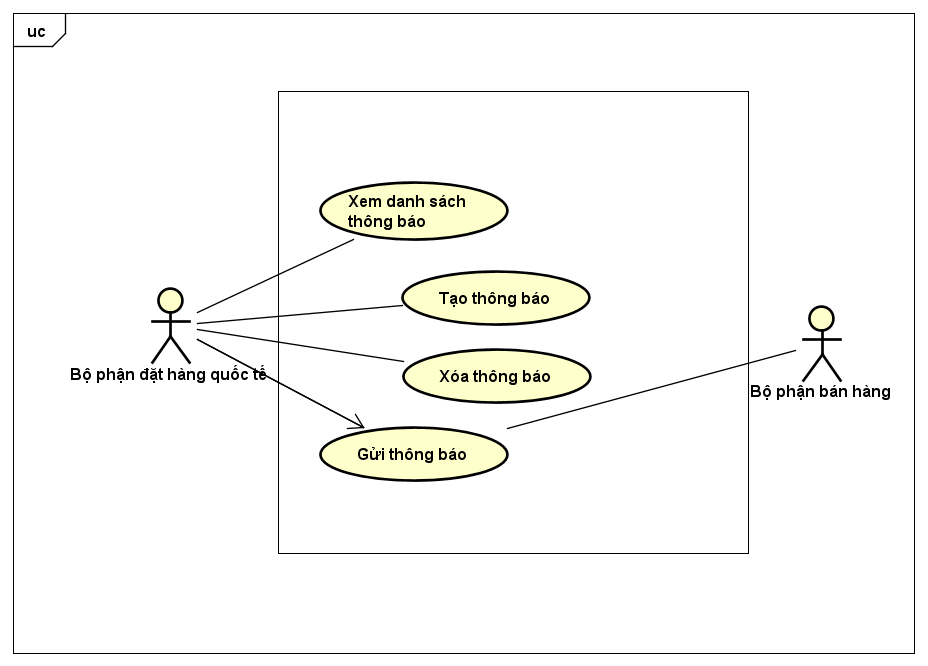 uc
Xem danh sách
thông báo
Tạo thông báo
Xóa thông báo
Bộ phận đặt hàng quốc tế
Bộ phận bán hàng
Gửi thông báo